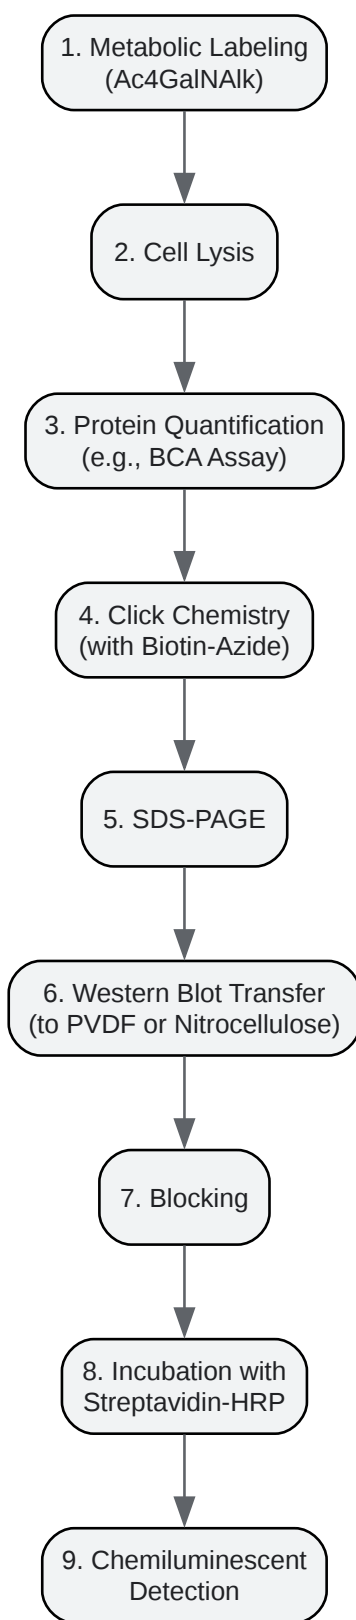 1. Metabolic Labeling
(Ac4GalNAlk)
2. Cell Lysis
3. Protein Quantification
(e.g., BCA Assay)
4. Click Chemistry
(with Biotin-Azide)
5. SDS-PAGE
6. Western Blot Transfer
(to PVDF or Nitrocellulose)
7. Blocking
8. Incubation with
Streptavidin-HRP
9. Chemiluminescent
Detection